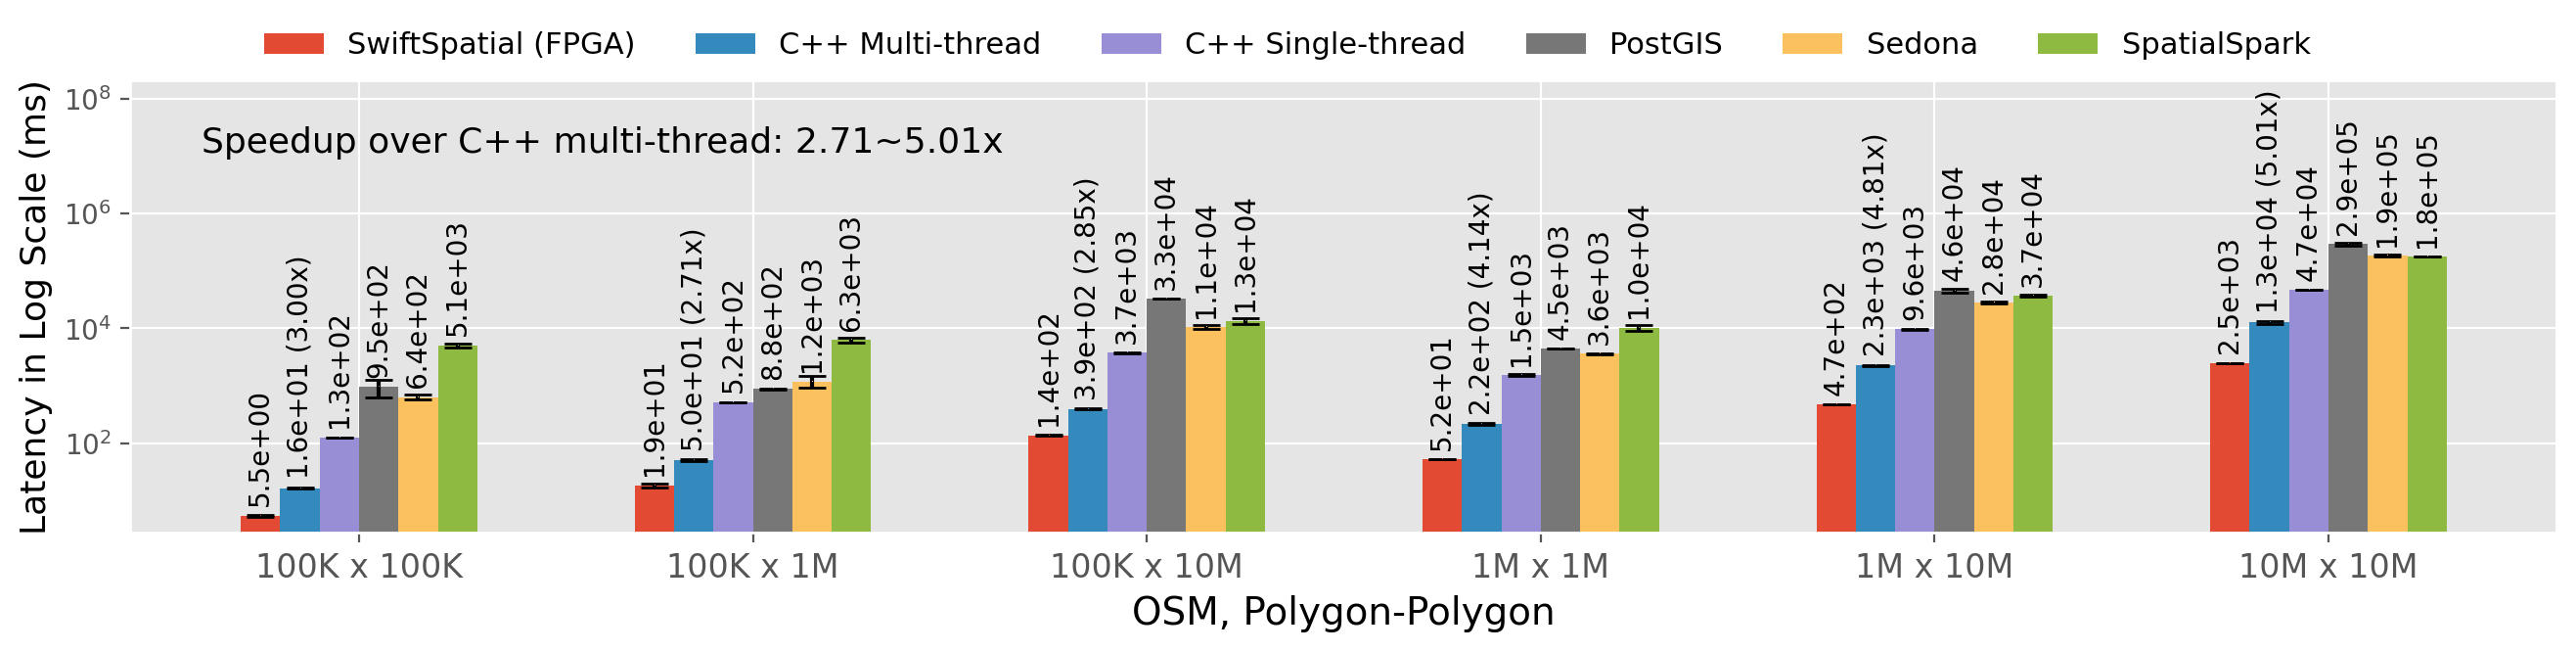 SwiftSpatial (FPGA) C++ Multi-thread C++ Single-thread PostGIS Sedona SpatialSpark
Latency in Log Scale (ms)
10^8
10^6
10^4
10^2
Speedup over C++ multi-thread: 2.71~5.01x
5.5e+00
1.6e+01 (3.00x)
1.3e+02
9.5e+02
6.4e+02
5.1e+03
1.9e+01
5.0e+01 (2.71x)
5.2e+02
8.8e+02
1.2e+03
6.3e+03
1.4e+02
3.9e+02 (2.85x)
3.7e+03
3.3e+04
1.1e+04
1.3e+04
5.2e+01
2.2e+02 (4.14x)
1.5e+03
4.5e+03
3.6e+03
1.0e+04
4.7e+02
2.3e+03 (4.81x)
9.6e+03
4.6e+04
2.8e+04
3.7e+04
2.5e+03
1.3e+04 (5.01x)
4.7e+04
2.9e+05
1.9e+05
1.8e+05
100K x 100K 100K x 1M 100K x 10M 1M x 1M 1M x 10M 10M x 10M
OSM, Polygon-Polygon